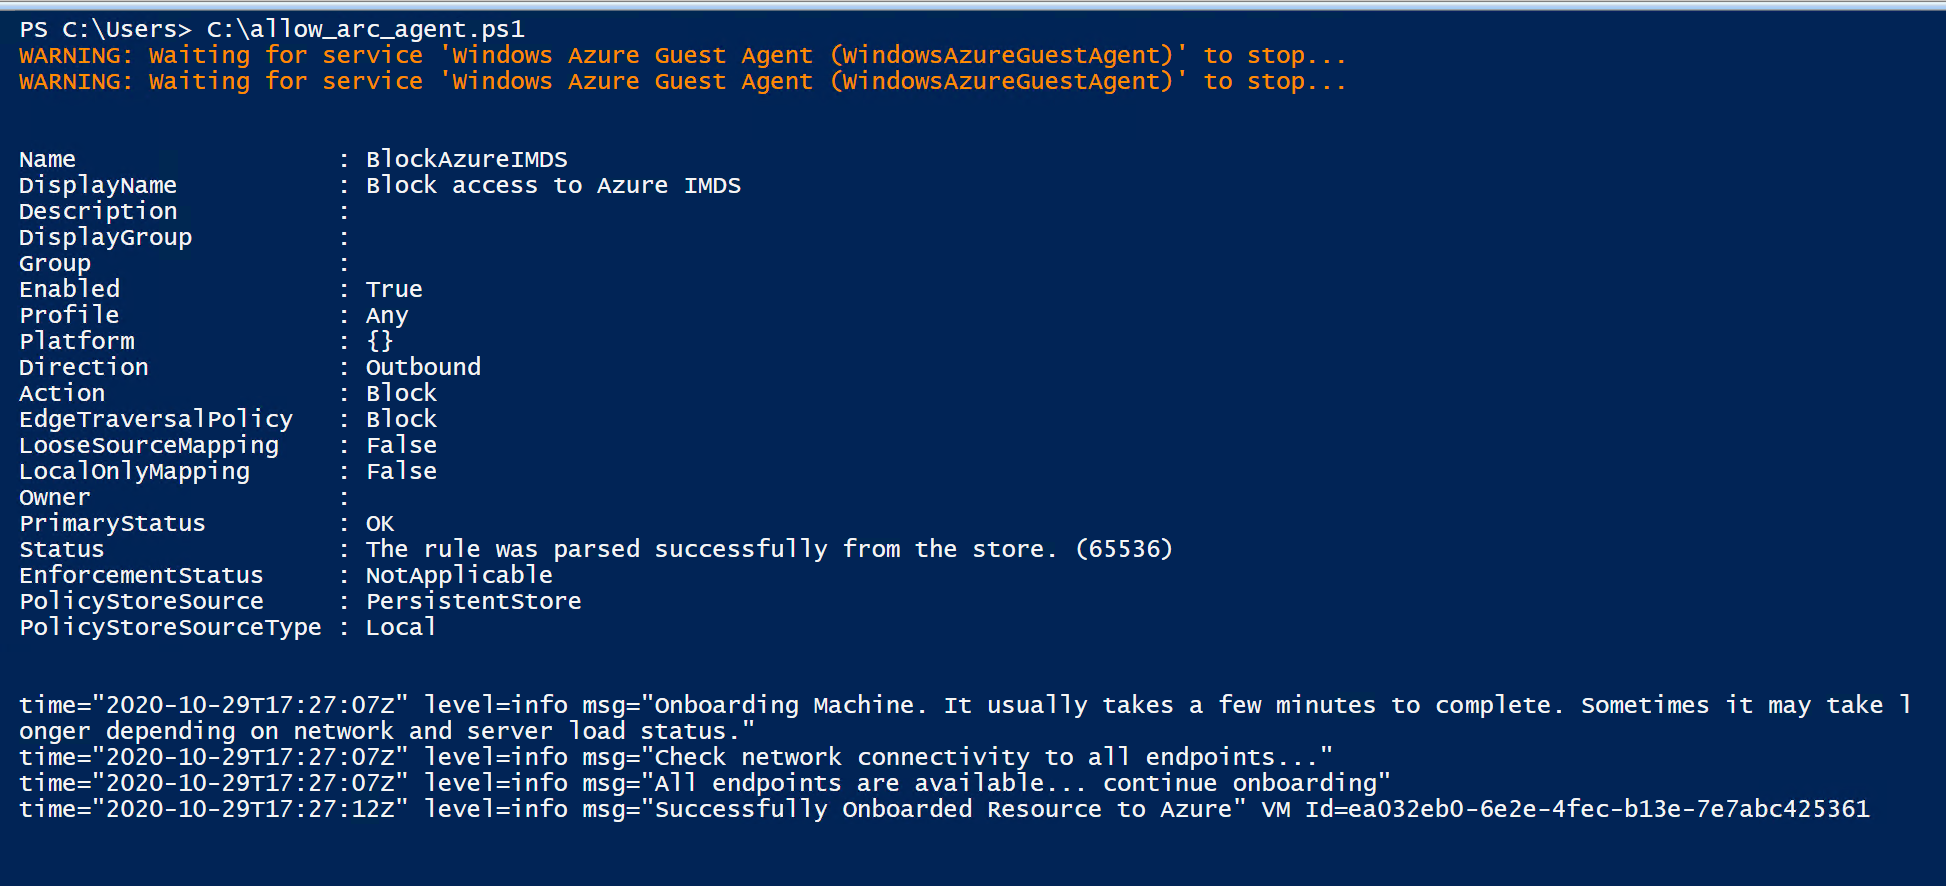 PS C:\Users> C:\allow_arc_agent.ps1
WARNING: Waiting for service 'Windows Azure Guest Agent (WindowsAzureGuestAgent)' to stop...
WARNING: Waiting for service 'Windows Azure Guest Agent (WindowsAzureGuestAgent)' to stop...
Name                  : BlockAzureIMDS
DisplayName           : Block access to Azure IMDS
Description           :
DisplayGroup          :
Group                 :
Enabled               : True
Profile               : Any
Platform              : {}
Direction             : Outbound
Action                : Block
EdgeTraversalPolicy   : Block
LooseSourceMapping    : False
LocalOnlyMapping      : False
Owner                 :
PrimaryStatus         : OK
Status                : The rule was parsed successfully from the store. (65536)
EnforcementStatus     : NotApplicable
PolicyStoreSource     : PersistentStore
PolicyStoreSourceType : Local
time="2020-10-29T17:27:07Z" level=info msg="Onboarding Machine. It usually takes a few minutes to complete. Sometimes it may take l
onger depending on network and server load status."
time="2020-10-29T17:27:07Z" level=info msg="Check network connectivity to all endpoints..."
time="2020-10-29T17:27:07Z" level=info msg="All endpoints are available... continue onboarding"
time="2020-10-29T17:27:12Z" level=info msg="Successfully Onboarded Resource to Azure" VM Id=ea032eb0-6e2e-4fec-b13e-7e7abc425361